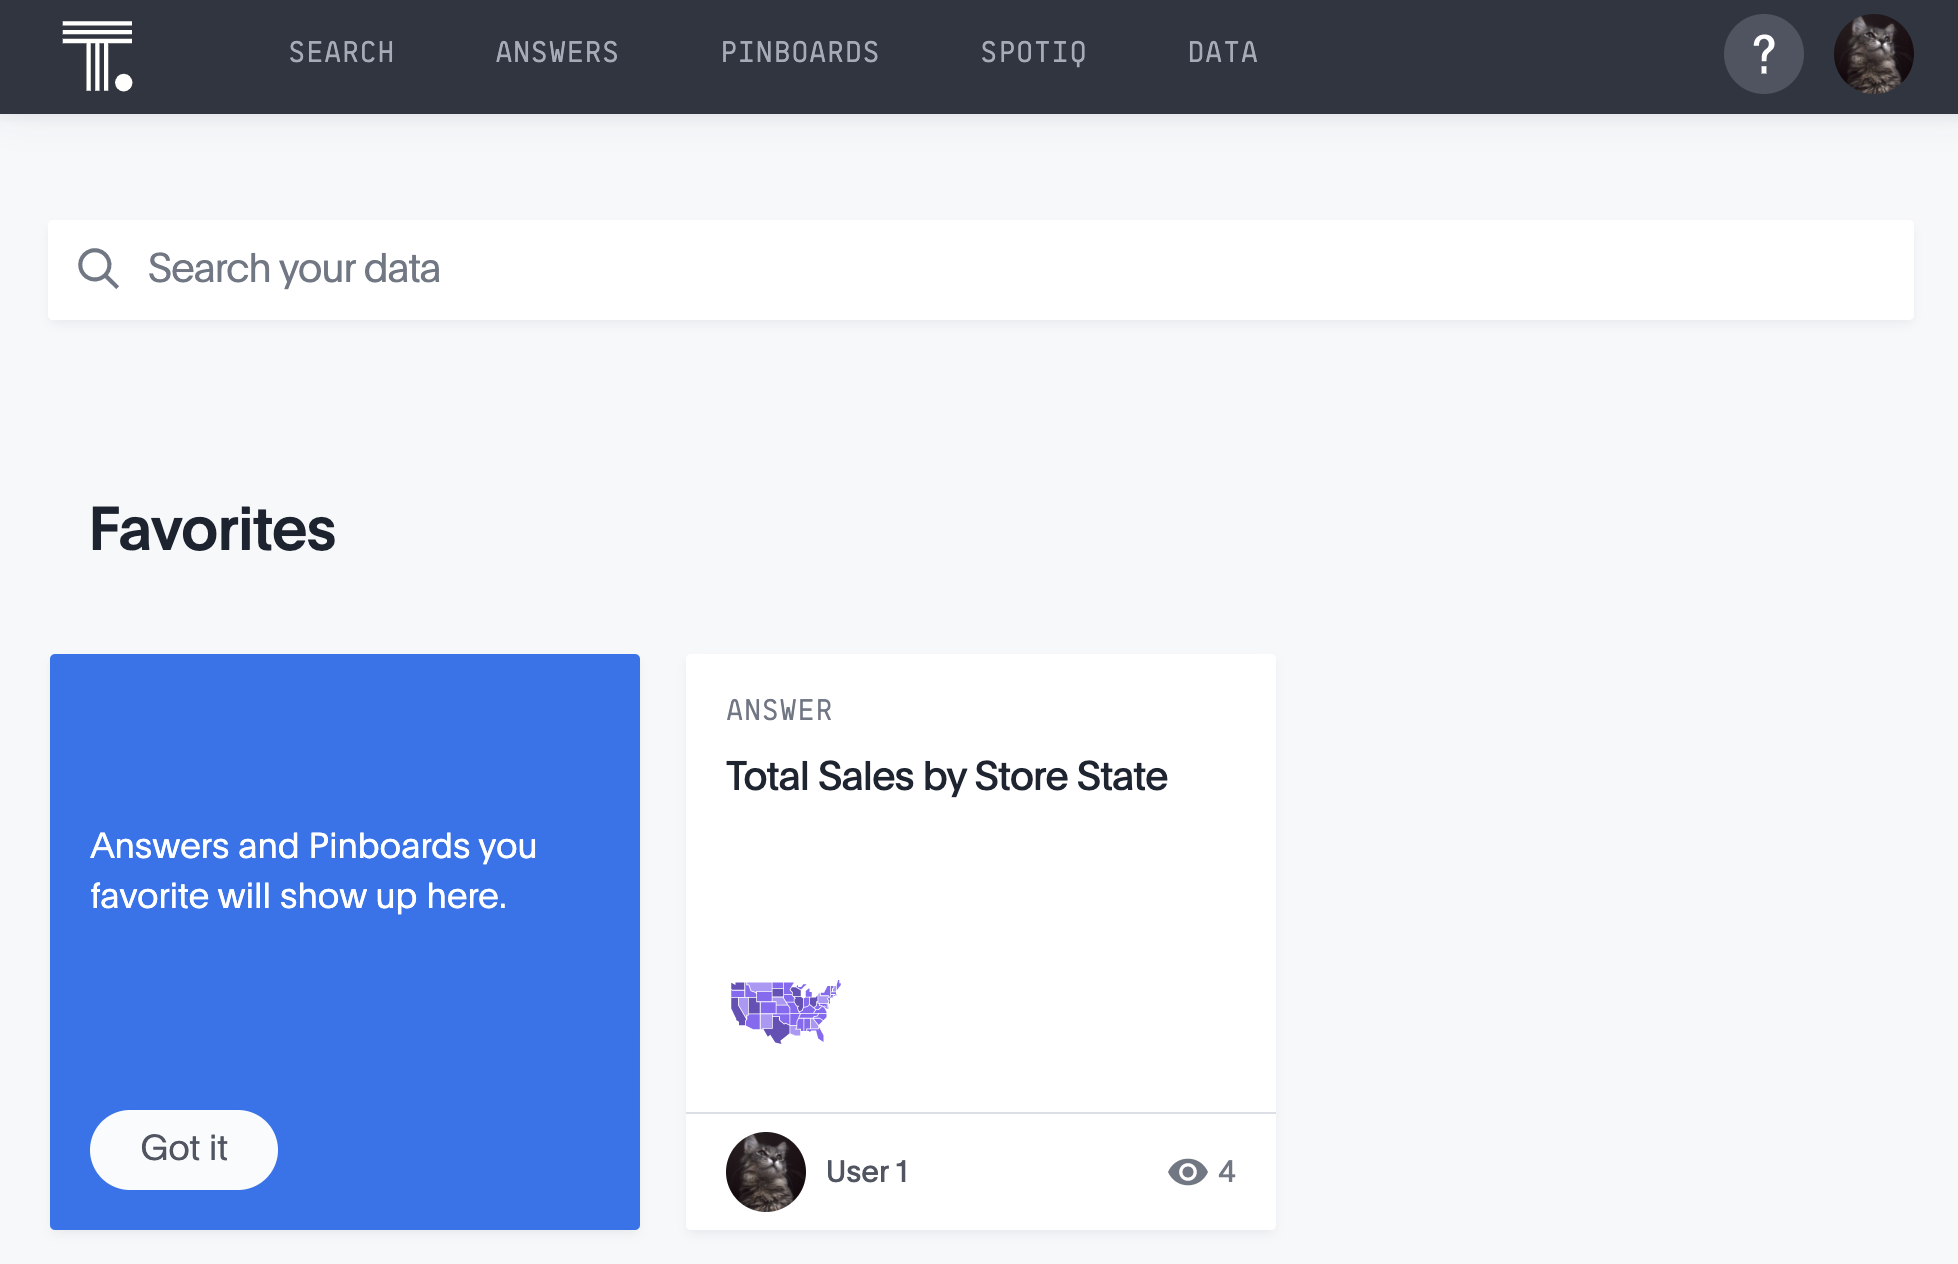 T.
SEARCH ANSWERS PINBOARDS SPOTIQ DATA ?
Search your data
Favorites
Answers and Pinboards you
favorite will show up here.
Got it
ANSWER
Total Sales by Store State
User 1 4